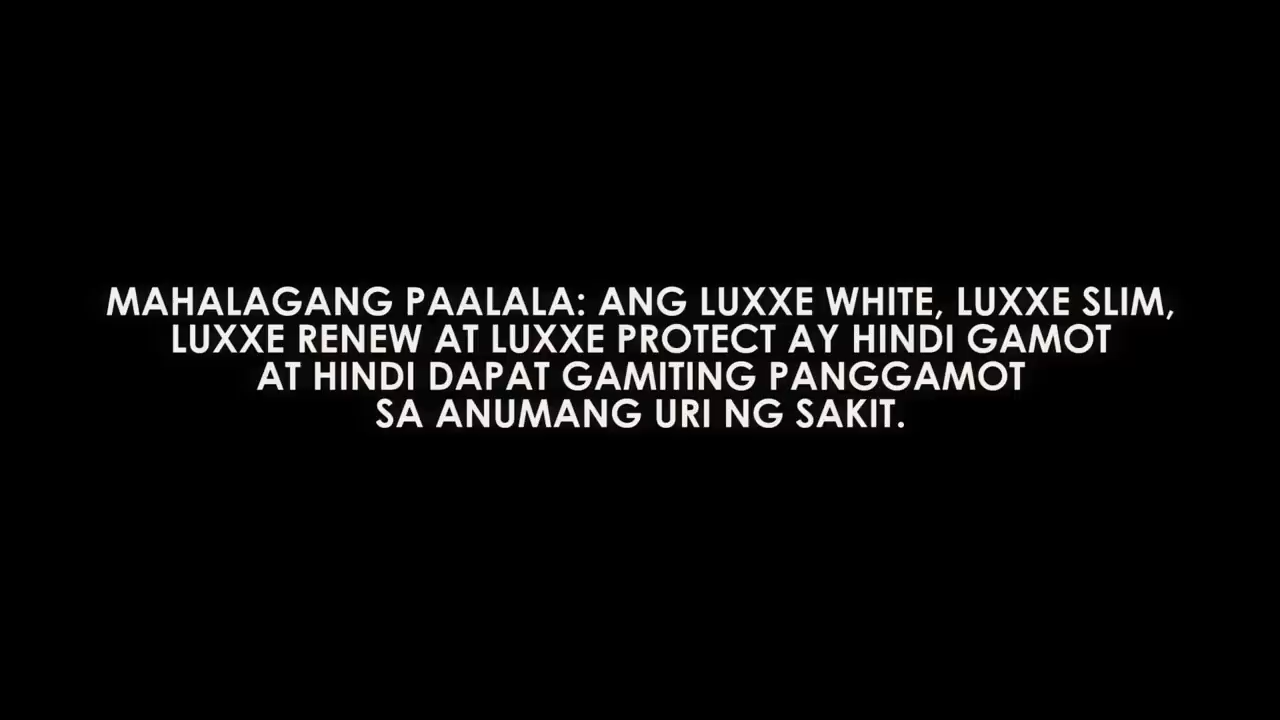 MAHALAGANG PAALALA: ANG LUXXE WHITE, LUXXE SLIM,
LUXXE RENEW AT LUXXE PROTECT AY HINDI GAMOT
AT HINDI DAPAT GAMITING PANGGAMOT
SA ANUMANG URI NG SAKIT.